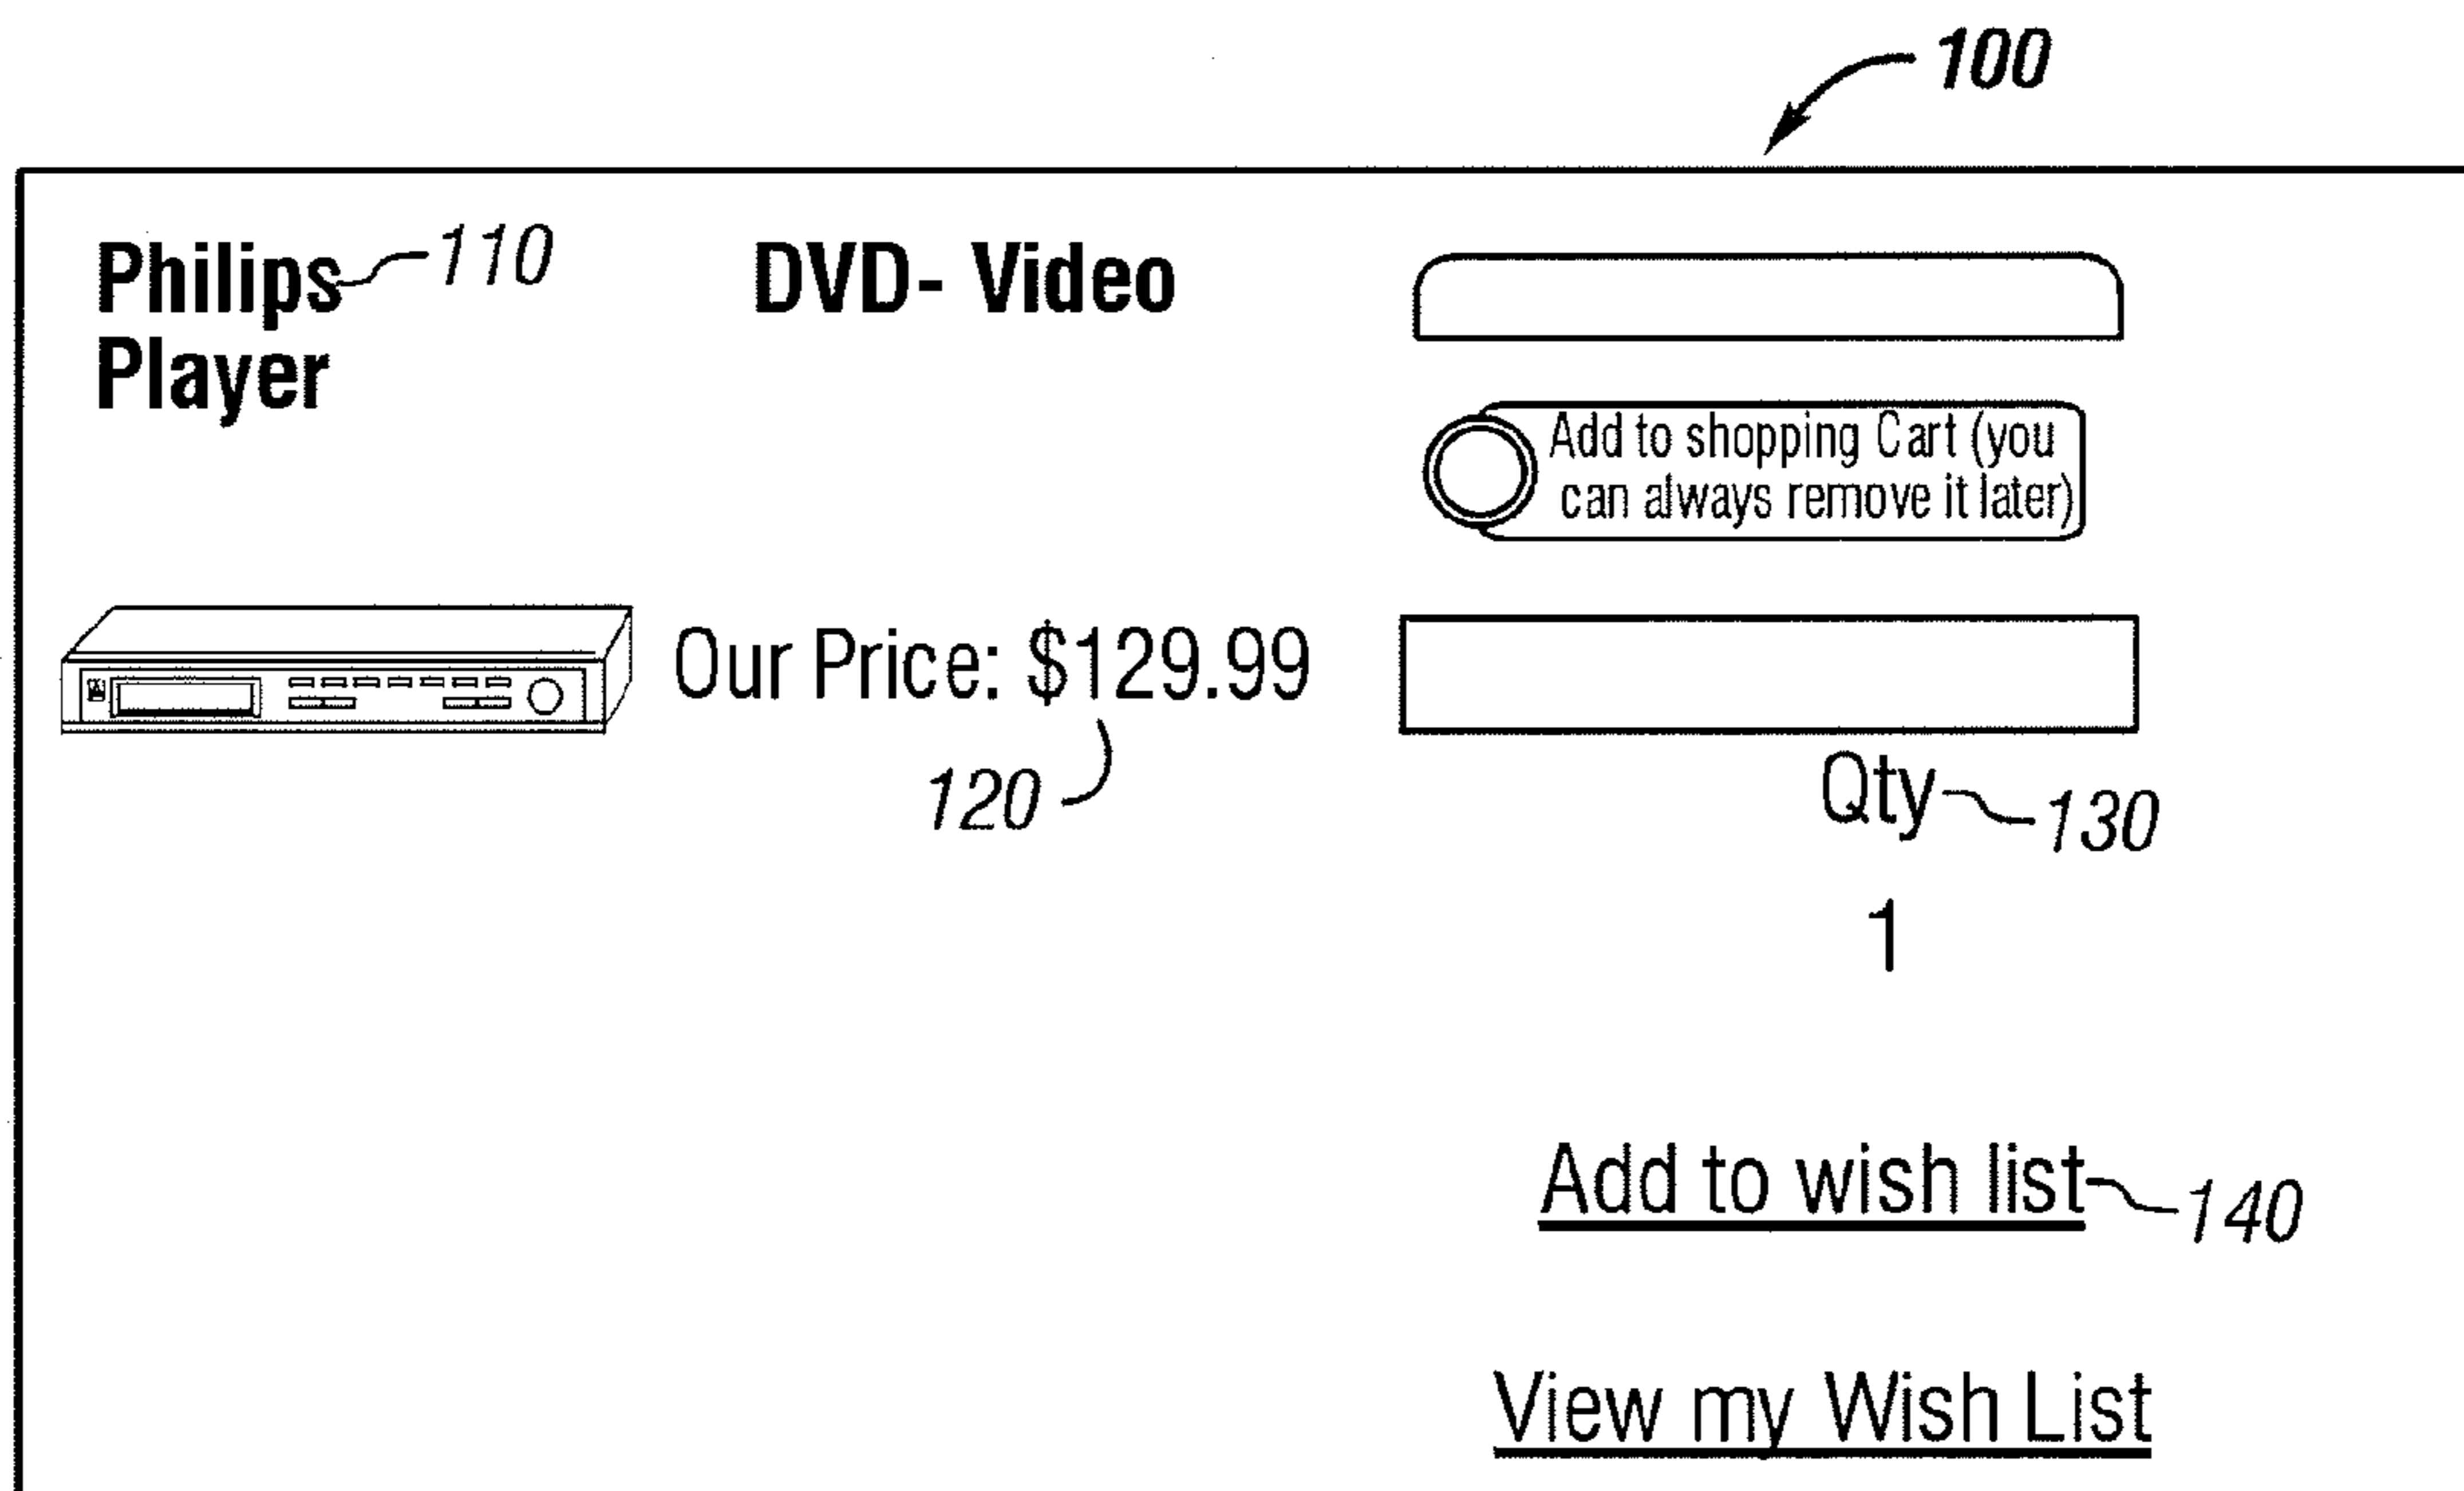 100
Philips 110 DVD- Video
Player
Add to shopping Cart (you
can always remove it later)
Our Price: $129.99
120
Qty 130
1
Add to wish list 140
View my Wish List